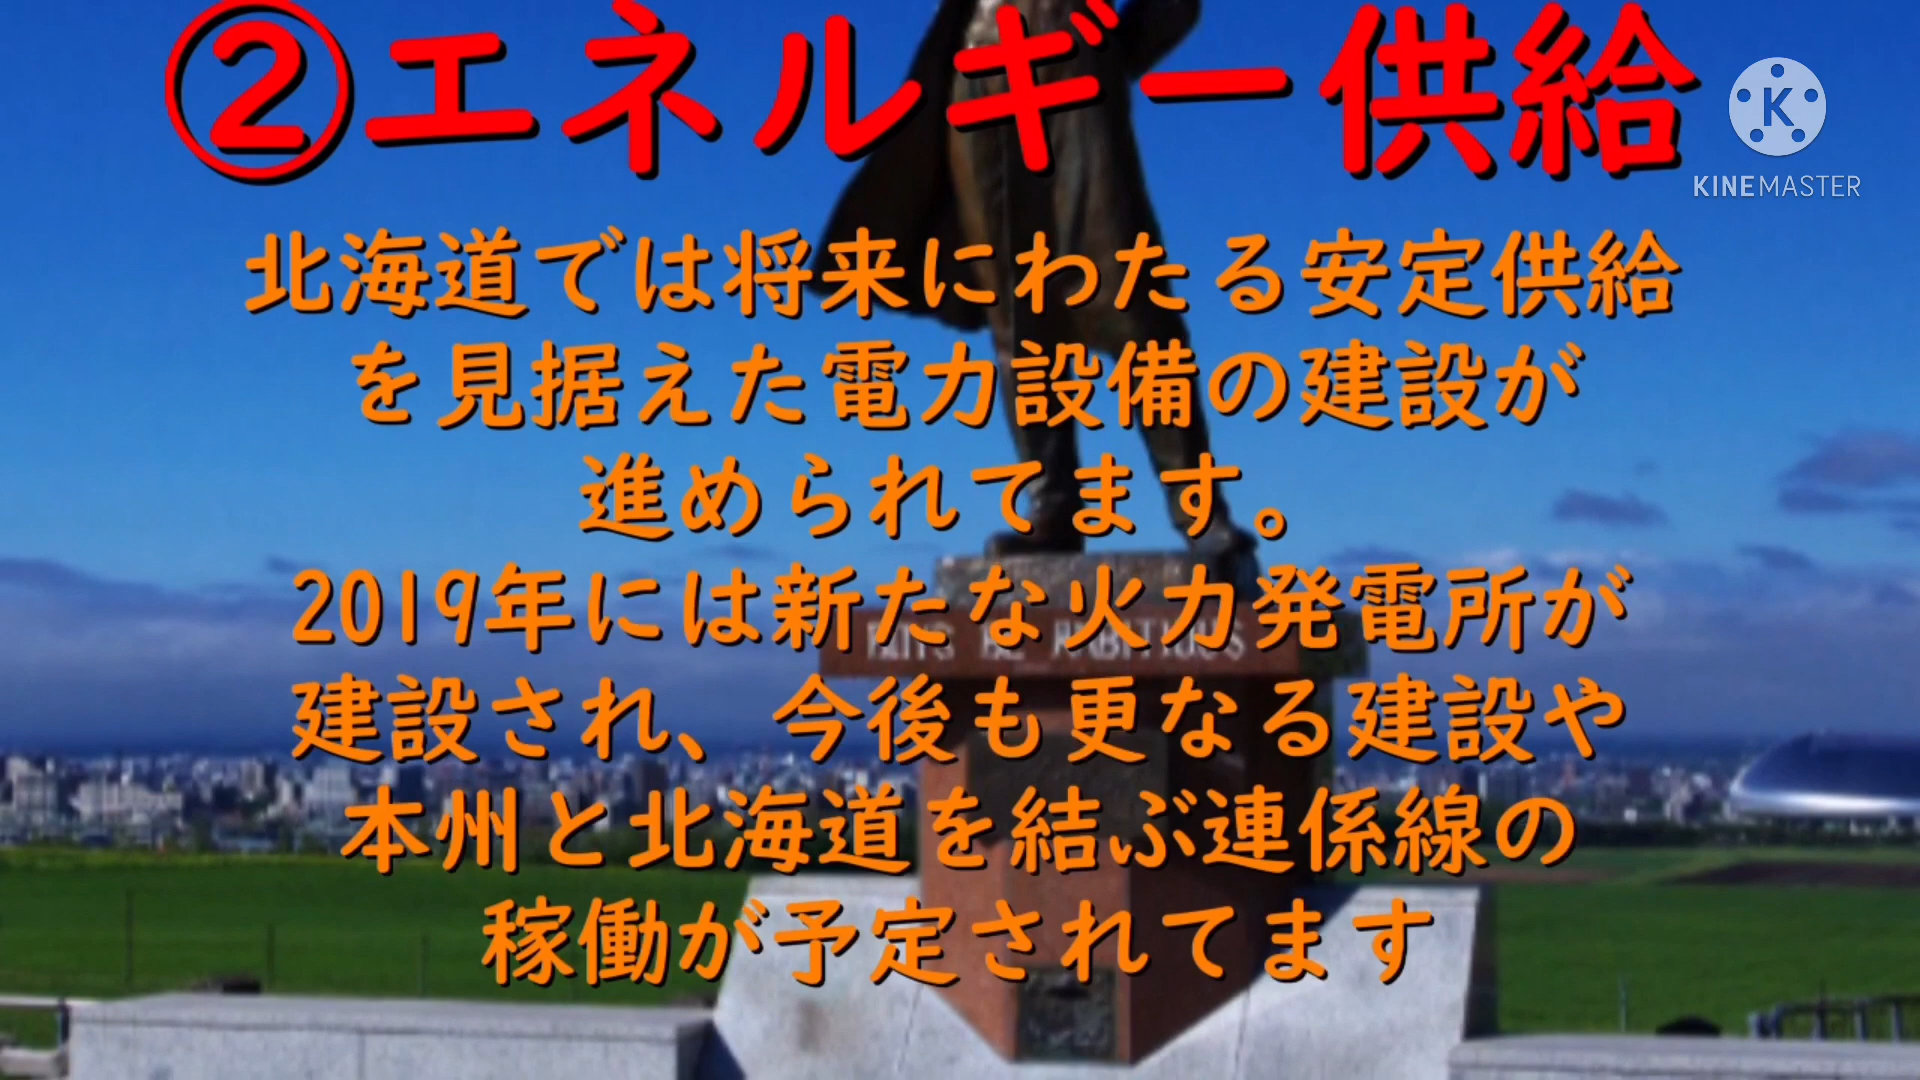 ②エネルギー供給
KINEMASTER
北海道では将来にわたる安定供給
を見据えた電力設備の建設が
進められてます。
2019年には新たな火力発電所が
建設され、今後も更なる建設や
本州と北海道を結ぶ連係線の
稼働が予定されてます
BOYS BE AMBITIOUS